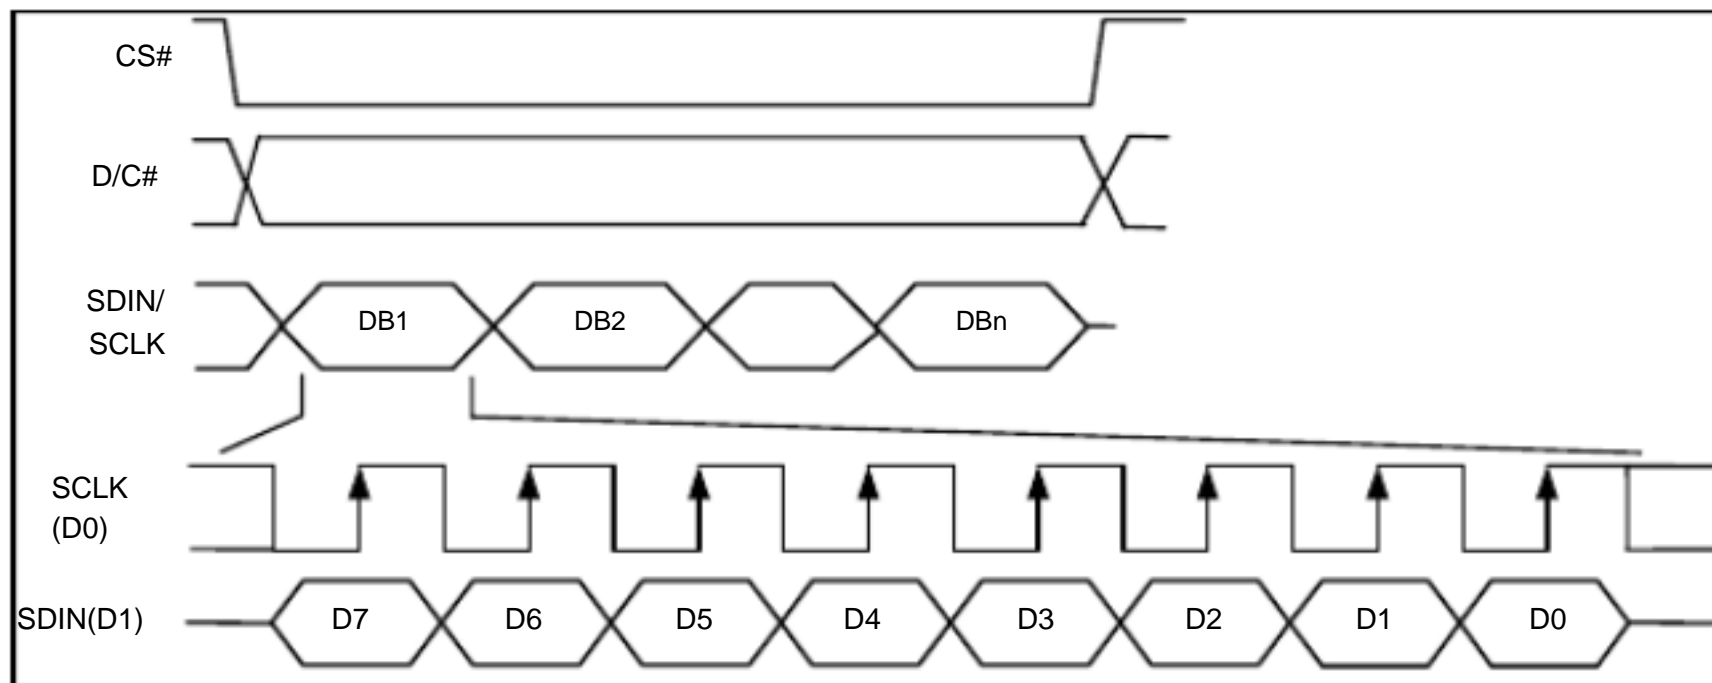 CS#
D/C#
SDIN/
SCLK
DB1 DB2 DBn
SCLK
(D0)
SDIN(D1) D7 D6 D5 D4 D3 D2 D1 D0